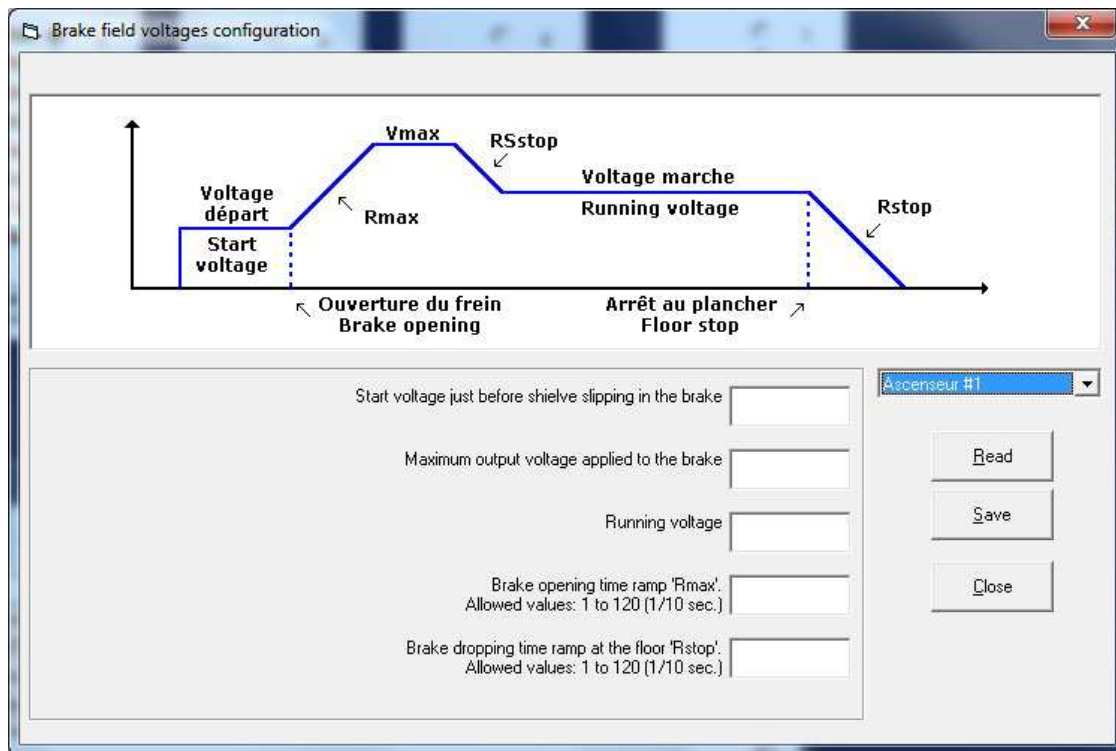 Brake field voltages configuration
Vmax
RSstop
Voltage départ
Voltage marche
Rmax
Running voltage
Rstop
Start voltage
Ouverture du frein
Brake opening
Arrêt au plancher
Floor stop
Start voltage just before shielve slipping in the brake
Ascenseur #1
Maximum output voltage applied to the brake
Read
Running voltage
Save
Brake opening time ramp 'Rmax'.
Allowed values: 1 to 120 (1/10 sec.)
Close
Brake dropping time ramp at the floor 'Rstop'.
Allowed values: 1 to 120 (1/10 sec.)